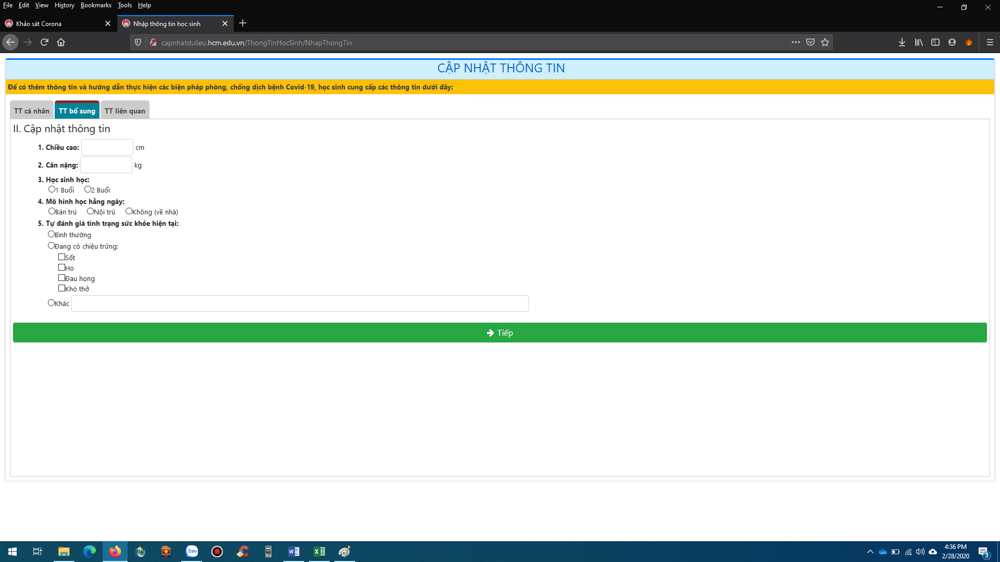 File Edit View History Bookmarks Tools Help
Khảo sát Corona
Nhập thông tin học sinh
capnhatdulieu.hcm.edu.vn/ThongTinHocSinh/NhapThongTin
CẬP NHẬT THÔNG TIN
Để có thêm thông tin và hướng dẫn thực hiện các biện pháp phòng, chống dịch bệnh Covid-19, học sinh cung cấp các thông tin dưới đây:
TT cá nhân TT bổ sung TT liên quan
II. Cập nhật thông tin
1. Chiều cao: cm
2. Cân nặng: kg
3. Học sinh học:
1 Buổi 2 Buổi
4. Mô hình học hằng ngày:
Bán trú Nội trú Không (về nhà)
5. Tự đánh giá tình trạng sức khỏe hiện tại:
Bình thường
Đang có chiệu trứng:
Sốt
Ho
Đau họng
Khó thở
Khác
Tiếp
Zalo
4:36 PM
2/28/2020
3